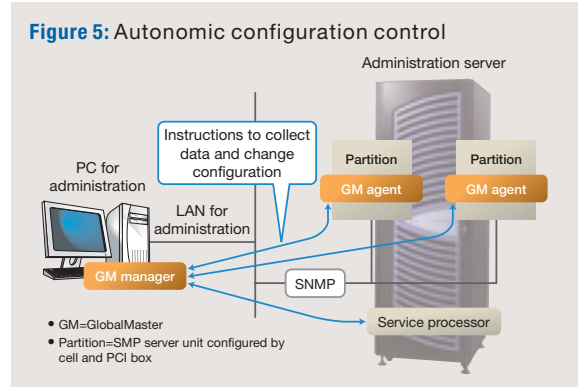 Figure 5: Autonomic configuration control
Administration server
Instructions to collect
data and change
configuration
Partition
GM agent
Partition
GM agent
PC for
administration
LAN for
administration
GM manager
SNMP
Service processor
• GM=GlobalMaster
• Partition=SMP server unit configured by
cell and PCI box